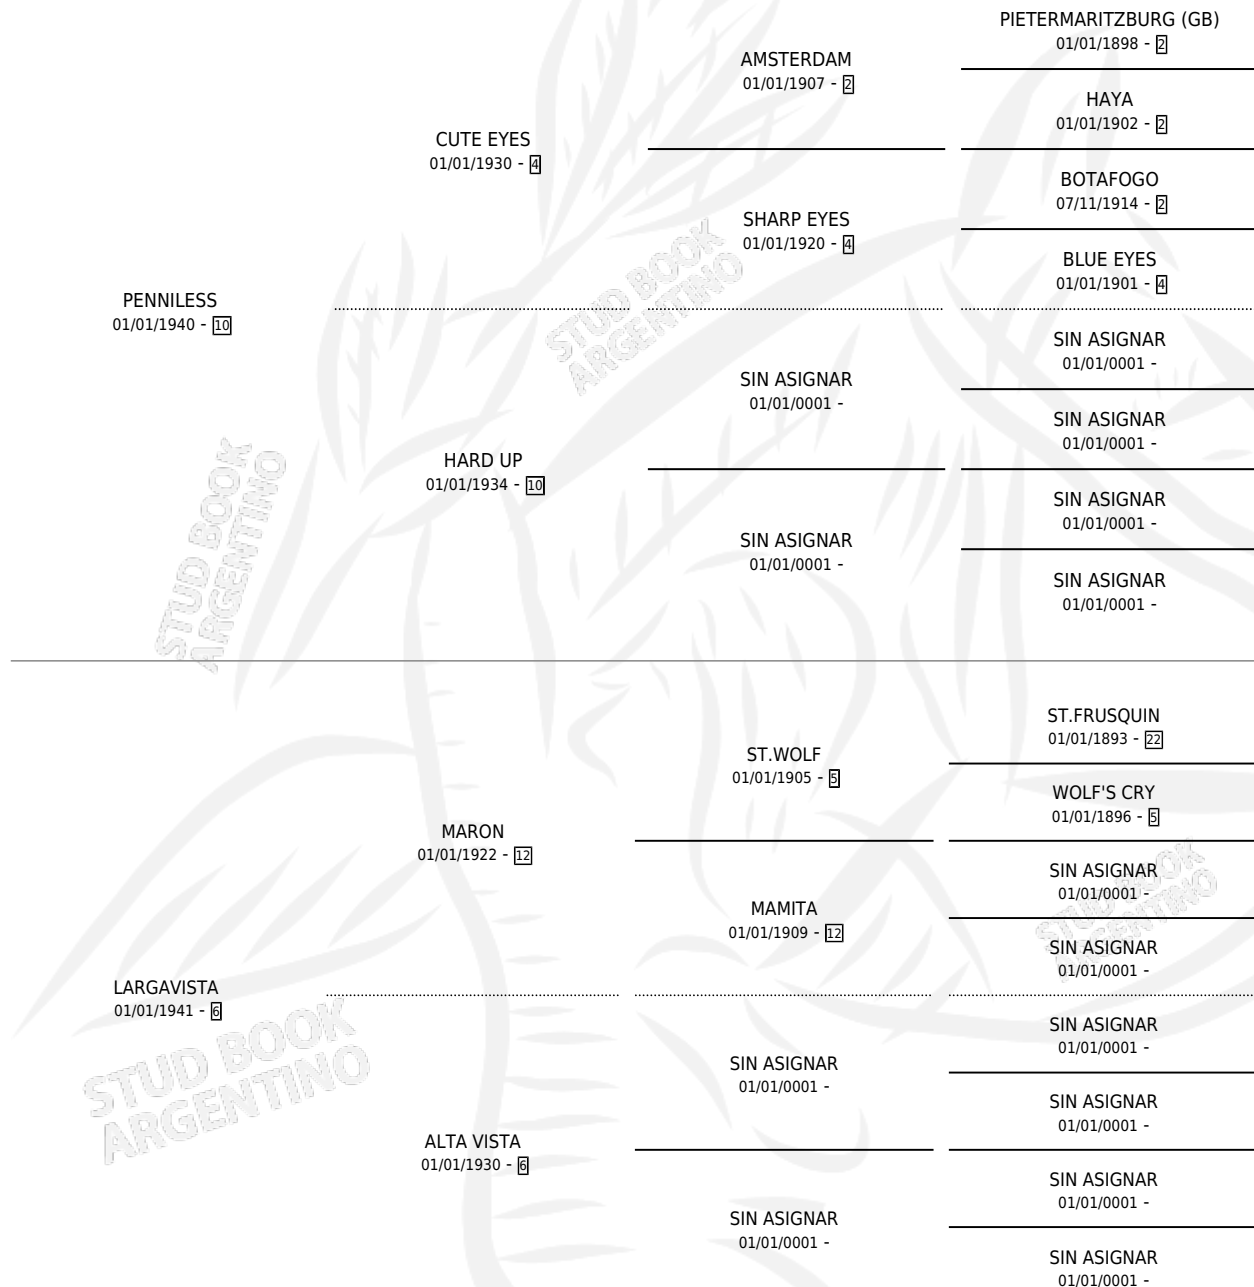 PIETERMARITZBURG (GB)
01/01/1898 - 2
AMSTERDAM
01/01/1907 - 2
HAYA
01/01/1902 - 2
CUTE EYES
01/01/1930 - 4
BOTAFOGO
07/11/1914 - 2
SHARP EYES
01/01/1920 - 4
BLUE EYES
01/01/1901 - 4
PENNILESS
01/01/1940 - 10
SIN ASIGNAR
01/01/0001 -
SIN ASIGNAR
01/01/0001 -
SIN ASIGNAR
01/01/0001 -
HARD UP
01/01/1934 - 10
SIN ASIGNAR
01/01/0001 -
SIN ASIGNAR
01/01/0001 -
SIN ASIGNAR
01/01/0001 -
STUD BOOK
ARGENTINO
STUD BOOK
ARGENTINO
ST.FRUSQUIN
01/01/1893 - 22
ST.WOLF
01/01/1905 - 5
WOLF'S CRY
01/01/1896 - 5
MARON
01/01/1922 - 12
SIN ASIGNAR
01/01/0001 -
MAMITA
01/01/1909 - 12
SIN ASIGNAR
01/01/0001 -
STUD BOOK
ARGENTINO
LARGAVISTA
01/01/1941 - 6
SIN ASIGNAR
01/01/0001 -
SIN ASIGNAR
01/01/0001 -
SIN ASIGNAR
01/01/0001 -
STUD BOOK
ARGENTINO
ALTA VISTA
01/01/1930 - 6
SIN ASIGNAR
01/01/0001 -
SIN ASIGNAR
01/01/0001 -
SIN ASIGNAR
01/01/0001 -